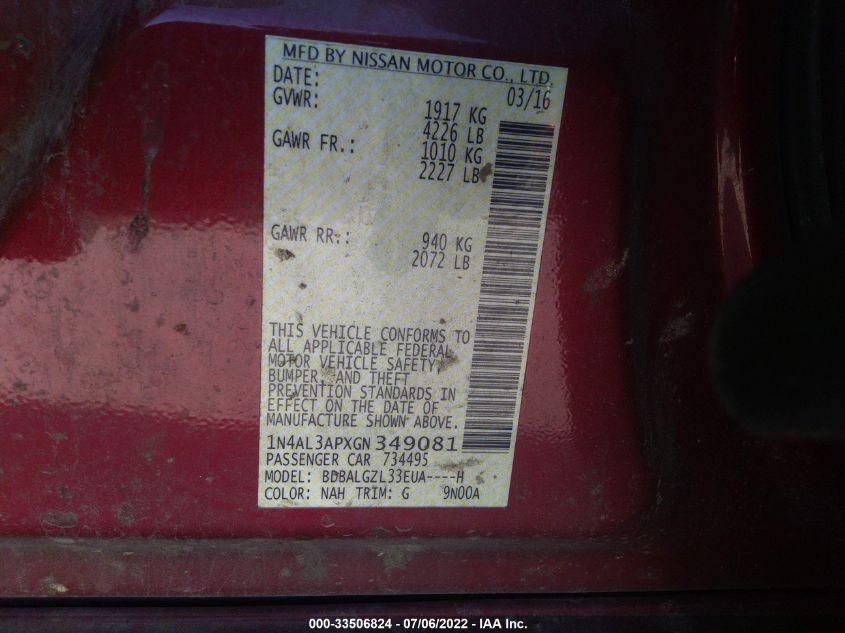 MFD BY NISSAN MOTOR CO., LTD.
DATE: 03/16
GVWR: 1917 KG
4226 LB
GAWR FR.: 1010 KG
2227 LB
GAWR RR.: 940 KG
2072 LB
THIS VEHICLE CONFORMS TO
ALL APPLICABLE FEDERAL
MOTOR VEHICLE SAFETY,
BUMPER, AND THEFT
PREVENTION STANDARDS IN
EFFECT ON THE DATE OF
MANUFACTURE SHOWN ABOVE.
1N4AL3APXGN349081
PASSENGER CAR 734495
MODEL: BDBALGZL33EUA----H
COLOR: NAH TRIM: G 9N00A
000-33506824 - 07/06/2022 - IAA Inc.